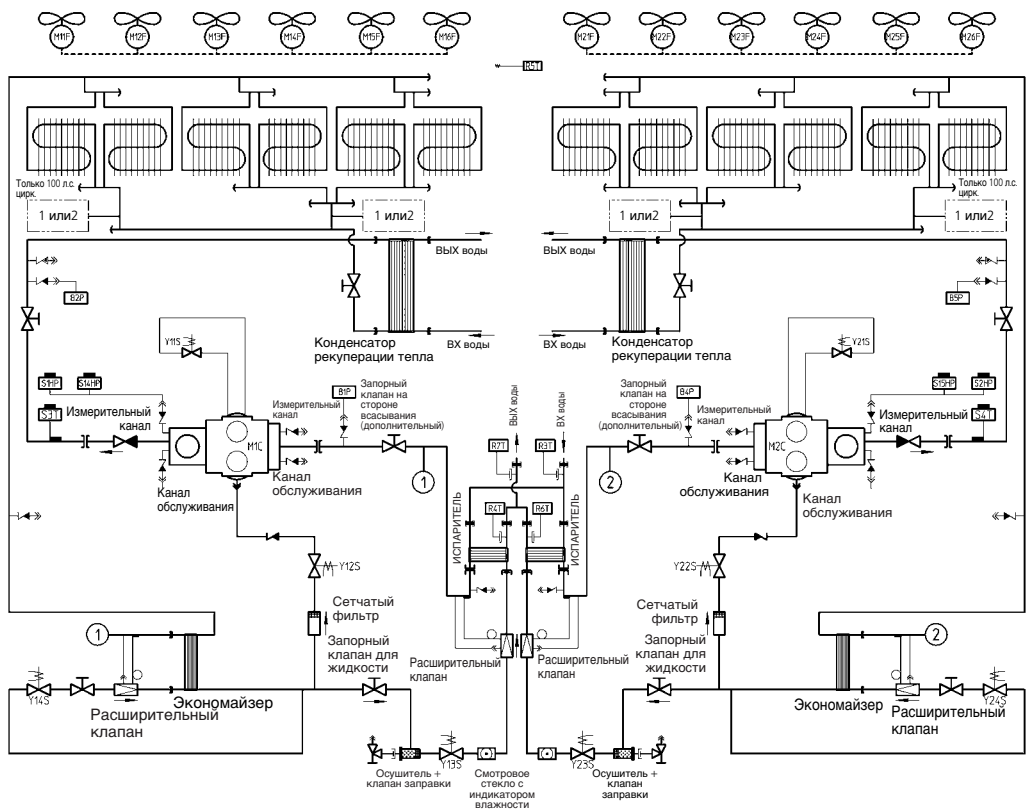 M11F M12F M13F M14F M15F M16F M21F M22F M23F M24F M25F M26F
R5T
Только 100 л.с.
цирк.
Только 100 л.с.
цирк.
1 или2 1 или2 1 или2 1 или2
ВЫХ воды ВЫХ воды
B2P B5P
Конденсатор
рекуперации тепла
ВХ воды ВХ воды
Конденсатор
рекуперации тепла
Y11S Y21S
S1HP S14HP S15HP S2HP
S3T S4T
Измерительный
канал
Измерительный
канал
B1P
Запорный
клапан на
стороне
всасывания
(дополнительный)
ВЫХ воды
ВХ воды
Запорный
клапан на
стороне
всасывания
(дополнительный)
B4P
Измерительный
канал
Измерительный
канал
M1C M2C
R2T R3T
Канал
обслуживания
Канал
обслуживания
1 2
Канал
обслуживания
Канал
обслуживания
ИСПАРИТЕЛЬ
R4T R6T
ИСПАРИТЕЛЬ
Y12S Y22S
Сетчатый
фильтр
Сетчатый
фильтр
1 2
Запорный
клапан для
жидкости
Запорный
клапан для
жидкости
Расширительный
клапан
Расширительный
клапан
Y14S Y24S
Экономайзер
Экономайзер
Расширительный
клапан
Расширительный
клапан
Y13S Y23S
Осушитель +
клапан заправки
Смотровое
стекло с
индикатором
влажности
Осушитель +
клапан
заправки